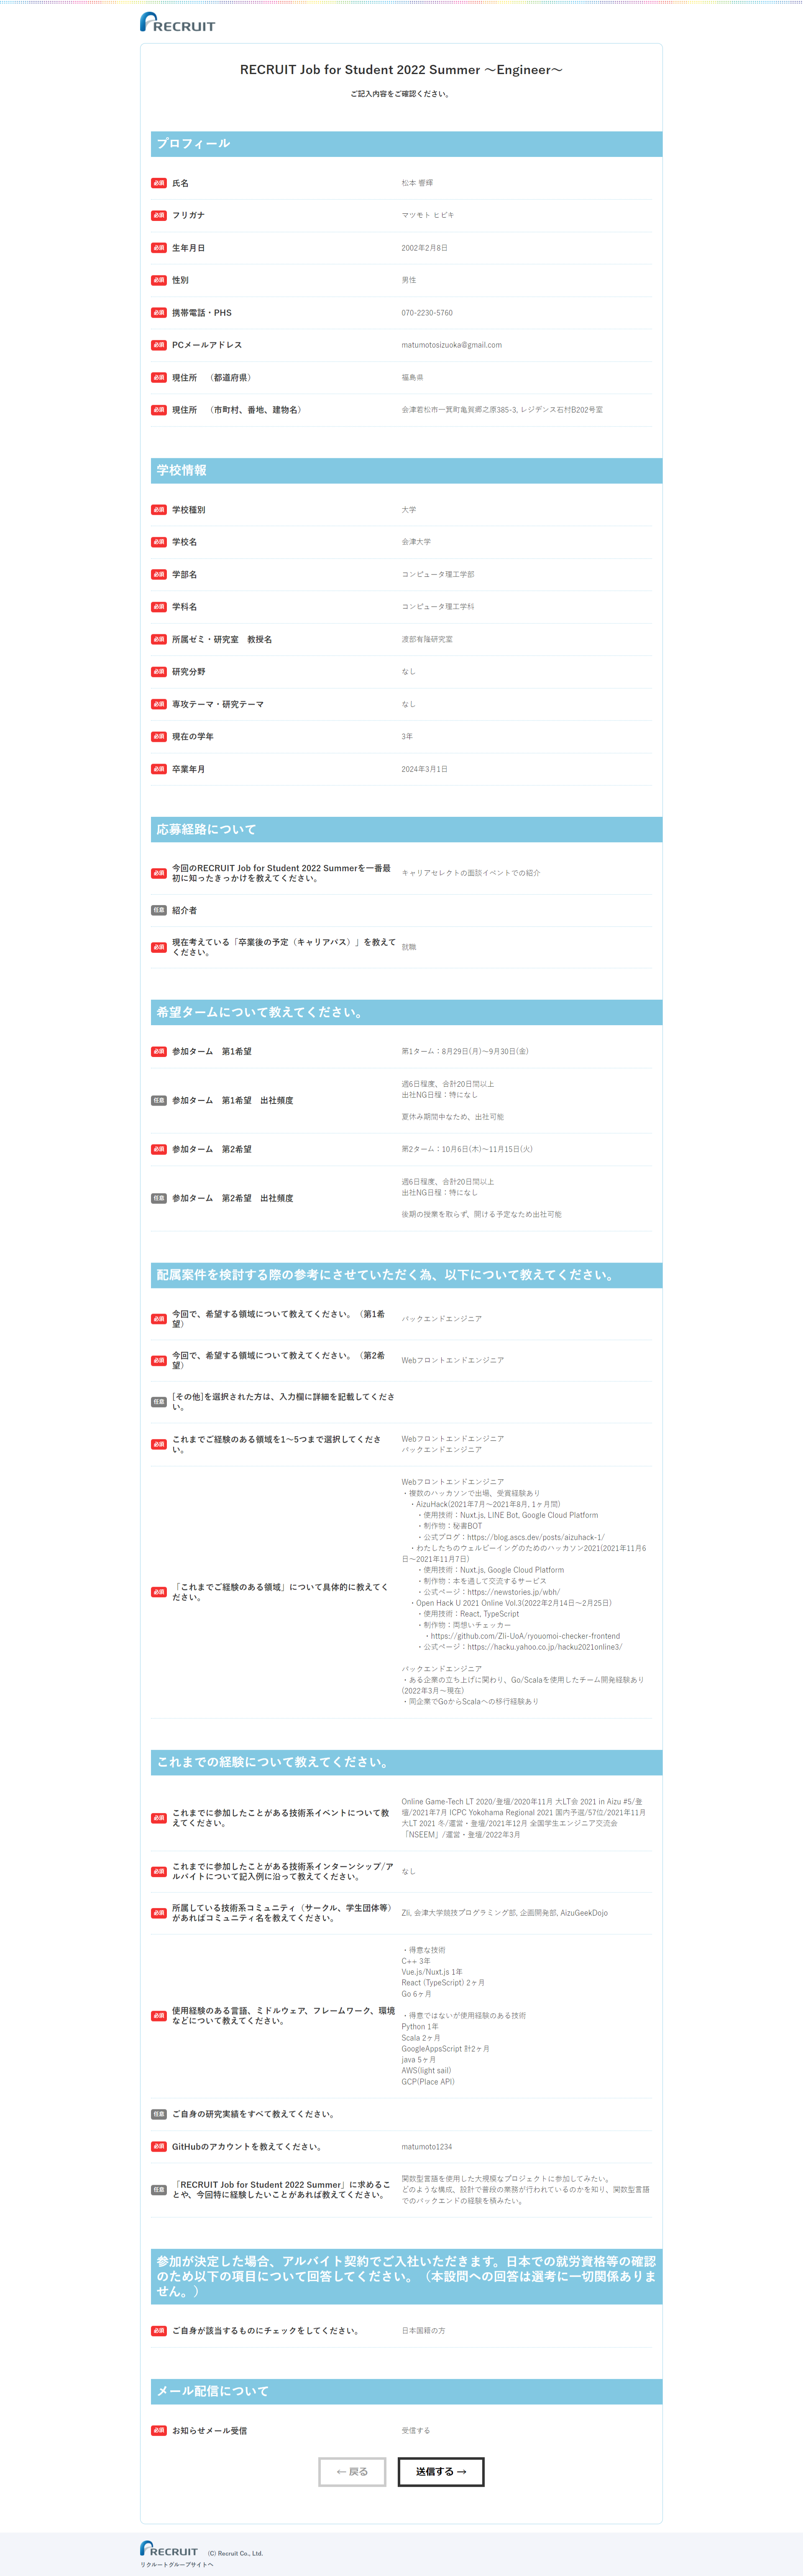 RECRUIT
RECRUIT Job for Student 2022 Summer ～Engineer～
ご記入内容をご確認ください。
プロフィール
必須 氏名 松本 響輝
必須 フリガナ マツモト ヒビキ
必須 生年月日 2002年2月8日
必須 性別 男性
必須 携帯電話・PHS 070-2230-5760
必須 PCメールアドレス matumotosizuoka@gmail.com
必須 現住所　（都道府県） 福島県
必須 現住所　（市町村、番地、建物名） 会津若松市一箕町亀賀郷之原385-3, レジデンス石村B202号室
学校情報
必須 学校種別 大学
必須 学校名 会津大学
必須 学部名 コンピュータ理工学部
必須 学科名 コンピュータ理工学科
必須 所属ゼミ・研究室　教授名 渡部有隆研究室
必須 研究分野 なし
必須 専攻テーマ・研究テーマ なし
必須 現在の学年 3年
必須 卒業年月 2024年3月1日
応募経路について
必須 今回のRECRUIT Job for Student 2022 Summerを一番最
初に知ったきっかけを教えてください。
キャリアセレクトの面談イベントでの紹介
任意 紹介者
必須 現在考えている「卒業後の予定（キャリアパス）」を教えて
ください。
就職
希望タームについて教えてください。
必須 参加ターム　第1希望 第1ターム：8月29日(月)～9月30日(金)
任意 参加ターム　第1希望　出社頻度
週6日程度、合計20日間以上
出社NG日程：特になし
夏休み期間中なため、出社可能
必須 参加ターム　第2希望 第2ターム：10月6日(木)～11月15日(火)
任意 参加ターム　第2希望　出社頻度
週6日程度、合計20日間以上
出社NG日程：特になし
後期の授業を取らず、開ける予定なため出社可能
配属案件を検討する際の参考にさせていただく為、以下について教えてください。
必須 今回で、希望する領域について教えてください。（第1希
望）
バックエンドエンジニア
必須 今回で、希望する領域について教えてください。（第2希
望）
Webフロントエンドエンジニア
任意 [その他]を選択された方は、入力欄に詳細を記載してくださ
い。
必須 これまでご経験のある領域を1～5つまで選択してくださ
い。
Webフロントエンドエンジニア
バックエンドエンジニア
必須 「これまでご経験のある領域」について具体的に教えてく
ださい。
Webフロントエンドエンジニア
・複数のハッカソンで出場、受賞経験あり
・AizuHack(2021年7月～2021年8月, 1ヶ月間)
・使用技術：Nuxt.js, LINE Bot, Google Cloud Platform
・制作物：秘書BOT
・公式ブログ：https://blog.ascs.dev/posts/aizuhack-1/
・わたしたちのウェルビーイングのためのハッカソン2021(2021年11月6
日～2021年11月7日)
・使用技術：Nuxt.js, Google Cloud Platform
・制作物：本を通して交流するサービス
・公式ページ：https://newstories.jp/wbh/
・Open Hack U 2021 Online Vol.3(2022年2月14日～2月25日)
・使用技術：React, TypeScript
・制作物：両想いチェッカー
・https://github.com/Zli-UoA/ryouomoi-checker-frontend
・公式ページ：https://hacku.yahoo.co.jp/hacku2021online3/
バックエンドエンジニア
・ある企業の立ち上げに関わり、Go/Scalaを使用したチーム開発経験あり
(2022年3月～現在)
・同企業でGoからScalaへの移行経験あり
これまでの経験について教えてください。
必須 これまでに参加したことがある技術系イベントについて教
えてください。
Online Game-Tech LT 2020/登壇/2020年11月 大LT会 2021 in Aizu #5/登
壇/2021年7月 ICPC Yokohama Regional 2021 国内予選/57位/2021年11月
大LT 2021 冬/運営・登壇/2021年12月 全国学生エンジニア交流会
「NSEEM」/運営・登壇/2022年3月
必須 これまでに参加したことがある技術系インターンシップ/ア
ルバイトについて記入例に沿って教えてください。
なし
必須 所属している技術系コミュニティ（サークル、学生団体等）
があればコミュニティ名を教えてください。
Zli, 会津大学競技プログラミング部, 企画開発部, AizuGeekDojo
必須 使用経験のある言語、ミドルウェア、フレームワーク、環境
などについて教えてください。
・得意な技術
C++ 3年
Vue.js/Nuxt.js 1年
React (TypeScript) 2ヶ月
Go 6ヶ月
・得意ではないが使用経験のある技術
Python 1年
Scala 2ヶ月
GoogleAppsScript 計2ヶ月
java 5ヶ月
AWS(light sail)
GCP(Place API)
任意 ご自身の研究実績をすべて教えてください。
必須 GitHubのアカウントを教えてください。 matumoto1234
任意 「RECRUIT Job for Student 2022 Summer」に求めるこ
とや、今回特に経験したいことがあれば教えてください。
関数型言語を使用した大規模なプロジェクトに参加してみたい。
どのような構成、設計で普段の業務が行われているのかを知り、関数型言語
でのバックエンドの経験を積みたい。
参加が決定した場合、アルバイト契約でご入社いただきます。日本での就労資格等の確認
のため以下の項目について回答してください。（本設問への回答は選考に一切関係ありま
せん。）
必須 ご自身が該当するものにチェックをしてください。 日本国籍の方
メール配信について
必須 お知らせメール受信 受信する
← 戻る 送信する →
RECRUIT (C) Recruit Co., Ltd.
リクルートグループサイトへ